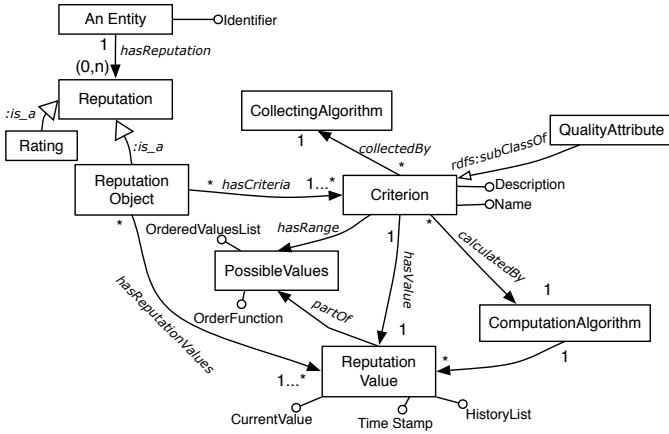 An Entity
Identifier
1
hasReputation
(0,n)
Reputation
:is_a
Rating
:is_a
CollectingAlgorithm
1
collectedBy
*
rdfs:subClassOf
QualityAttribute
Reputation
Object
*
hasCriteria
1...*
Criterion
Description
Name
*
OrderedValuesList
hasRange
1
*
calculatedBy
PossibleValues
hasValue
OrderFunction
partOf
1
ComputationAlgorithm
hasReputationValues
1
1
Reputation
Value
*
1...*
CurrentValue
Time Stamp
HistoryList